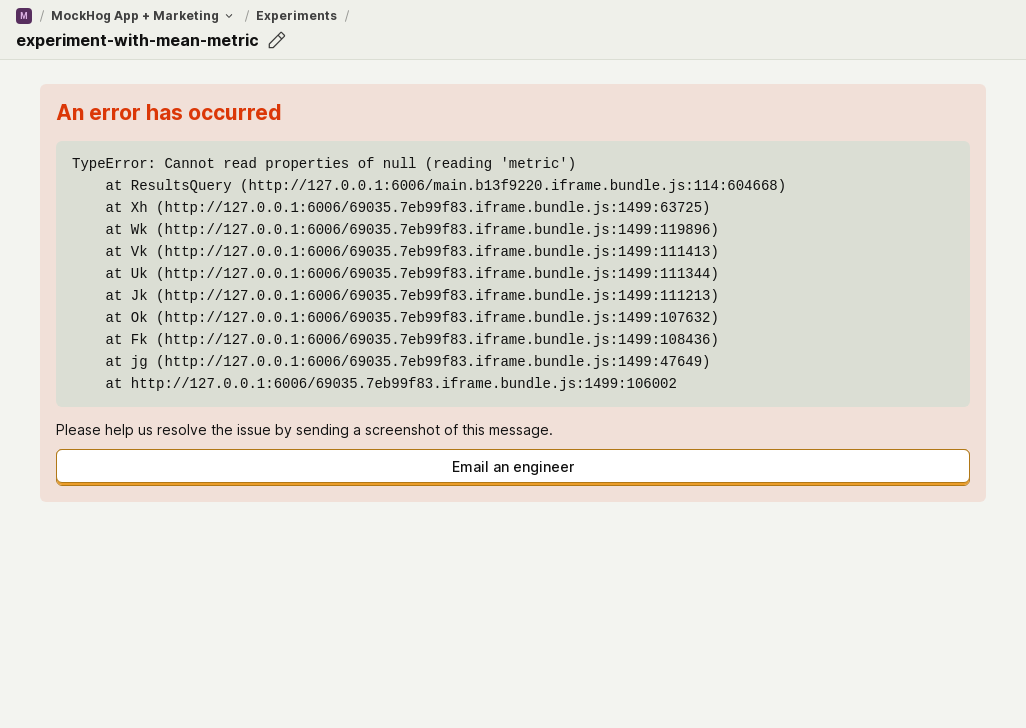 M / MockHog App + Marketing / Experiments /
experiment-with-mean-metric
An error has occurred
TypeError: Cannot read properties of null (reading 'metric')
at ResultsQuery (http://127.0.0.1:6006/main.b13f9220.iframe.bundle.js:114:604668)
at Xh (http://127.0.0.1:6006/69035.7eb99f83.iframe.bundle.js:1499:63725)
at Wk (http://127.0.0.1:6006/69035.7eb99f83.iframe.bundle.js:1499:119896)
at Vk (http://127.0.0.1:6006/69035.7eb99f83.iframe.bundle.js:1499:111413)
at Uk (http://127.0.0.1:6006/69035.7eb99f83.iframe.bundle.js:1499:111344)
at Jk (http://127.0.0.1:6006/69035.7eb99f83.iframe.bundle.js:1499:111213)
at Ok (http://127.0.0.1:6006/69035.7eb99f83.iframe.bundle.js:1499:107632)
at Fk (http://127.0.0.1:6006/69035.7eb99f83.iframe.bundle.js:1499:108436)
at jg (http://127.0.0.1:6006/69035.7eb99f83.iframe.bundle.js:1499:47649)
at http://127.0.0.1:6006/69035.7eb99f83.iframe.bundle.js:1499:106002
Please help us resolve the issue by sending a screenshot of this message.
Email an engineer